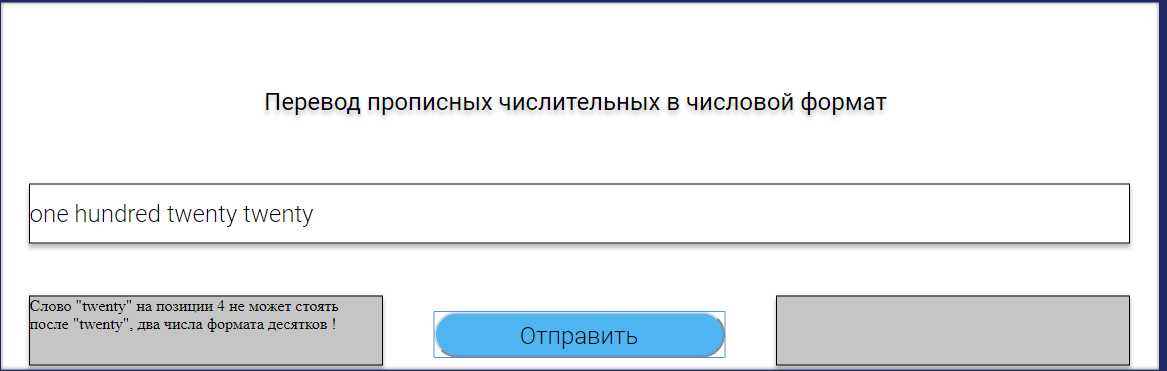 Перевод прописных числительных в числовой формат
one hundred twenty twenty
Слово "twenty" на позиции 4 не может стоять
после "twenty", два числа формата десятков !
Отправить